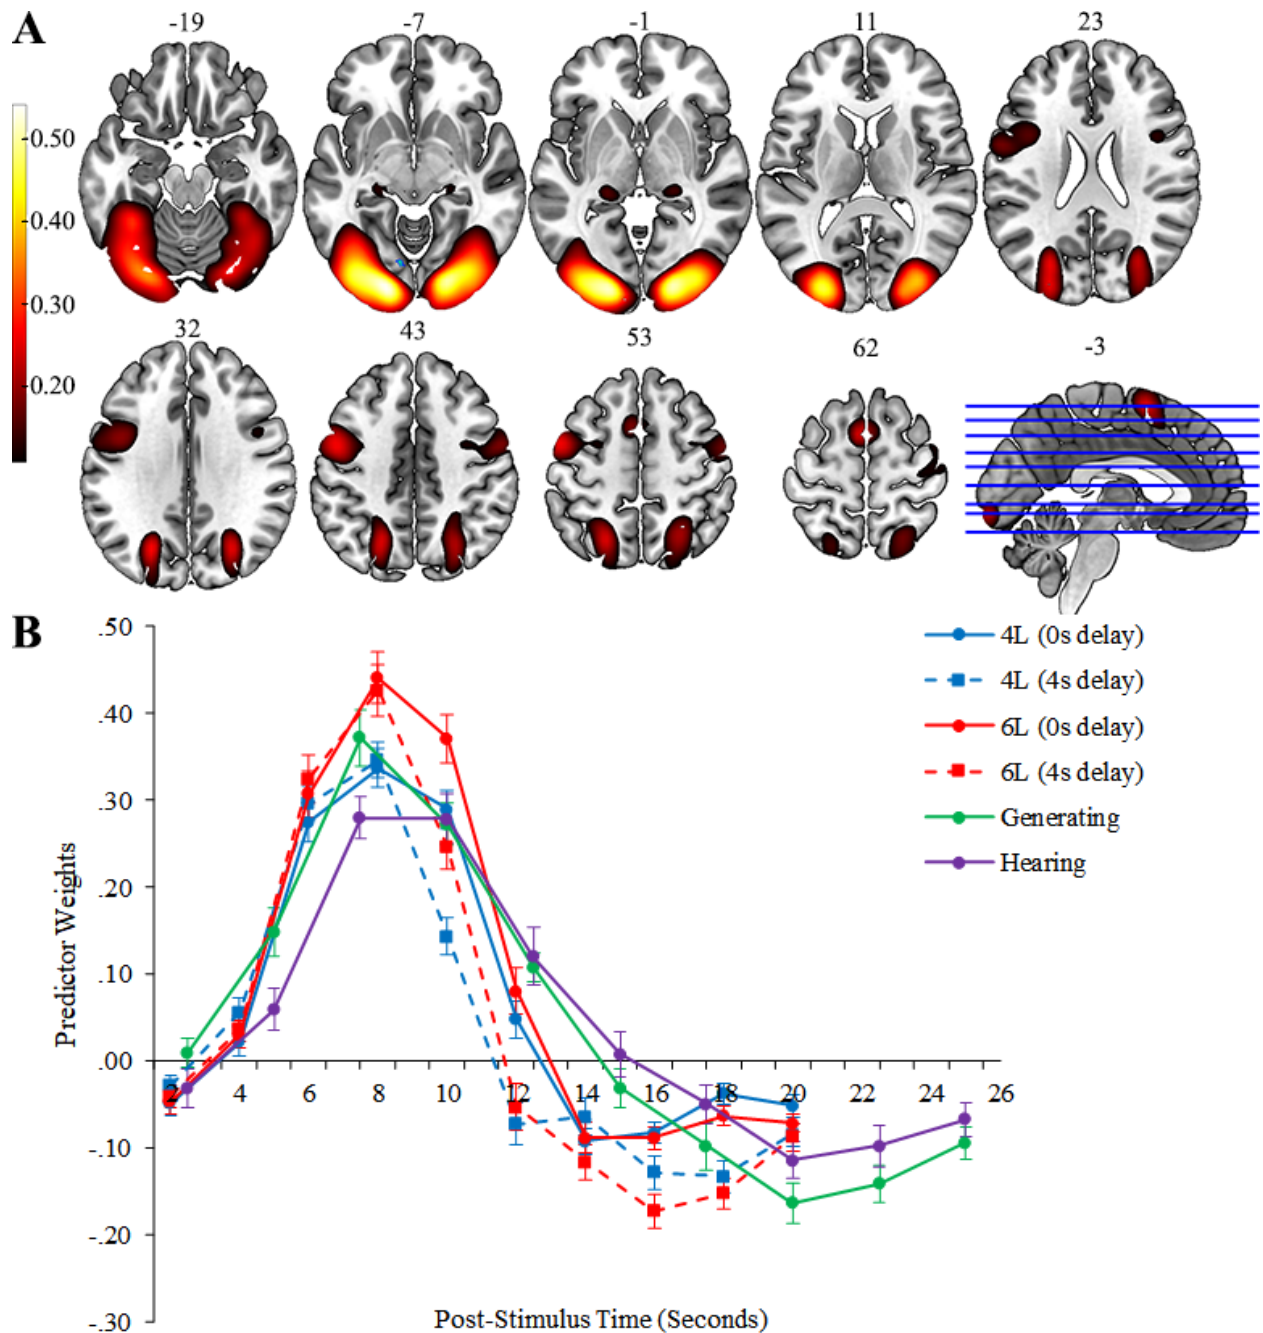 A
-19
-7
-1
11
23
0.50
0.40
0.30
0.20
32
43
53
62
-3
B
.50
.40
.30
.20
.10
.00
-.10
-.20
-.30
Predictor Weights
2 4 6 8 10 12 14 16 18 20 22 24 26
Post-Stimulus Time (Seconds)
4L (0s delay)
4L (4s delay)
6L (0s delay)
6L (4s delay)
Generating
Hearing